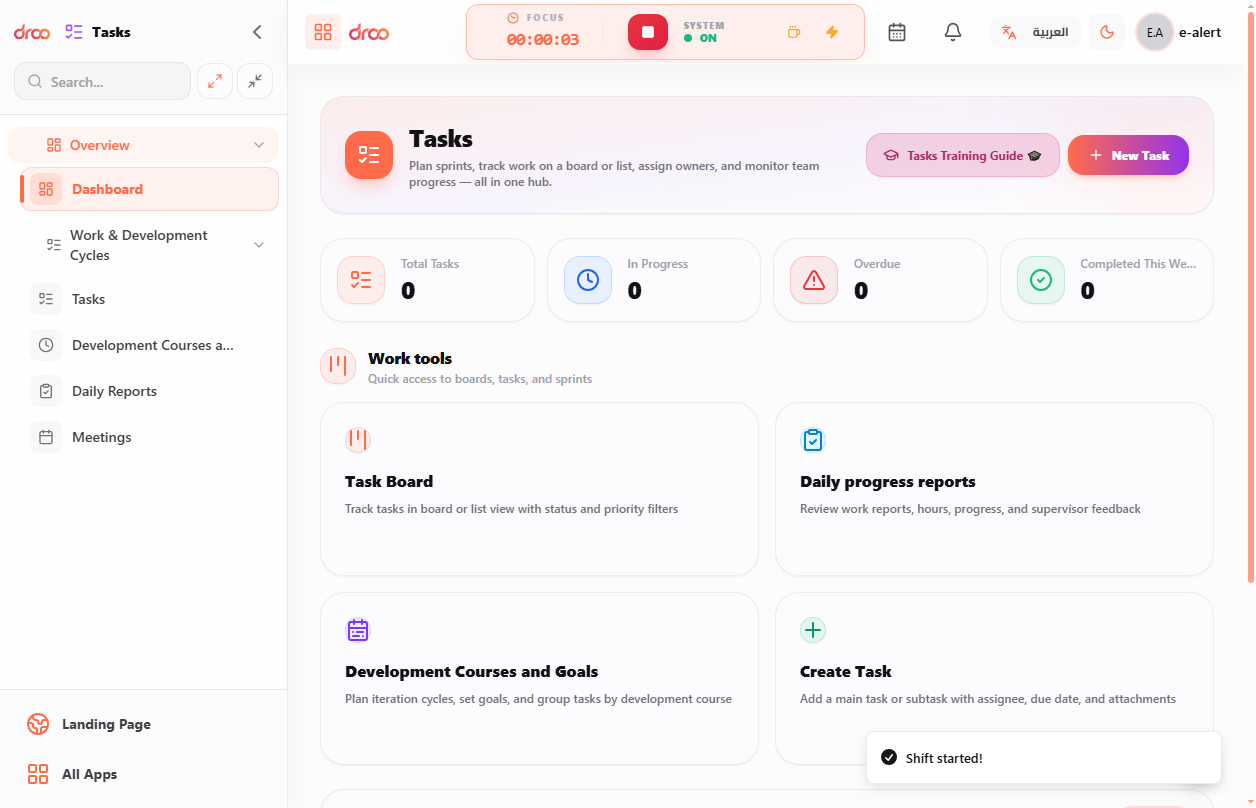 droo
Tasks
Search...
Overview
Dashboard
Work & Development
Cycles
Tasks
Development Courses a...
Daily Reports
Meetings
Landing Page
All Apps
droo
FOCUS
00:00:03
SYSTEM
ON
العربية
E.A
e-alert
Tasks
Plan sprints, track work on a board or list, assign owners, and monitor team
progress — all in one hub.
Tasks Training Guide 🎓
New Task
Total Tasks
0
In Progress
0
Overdue
0
Completed This We...
0
Work tools
Quick access to boards, tasks, and sprints
Task Board
Track tasks in board or list view with status and priority filters
Daily progress reports
Review work reports, hours, progress, and supervisor feedback
Development Courses and Goals
Plan iteration cycles, set goals, and group tasks by development course
Create Task
Add a main task or subtask with assignee, due date, and attachments
Shift started!